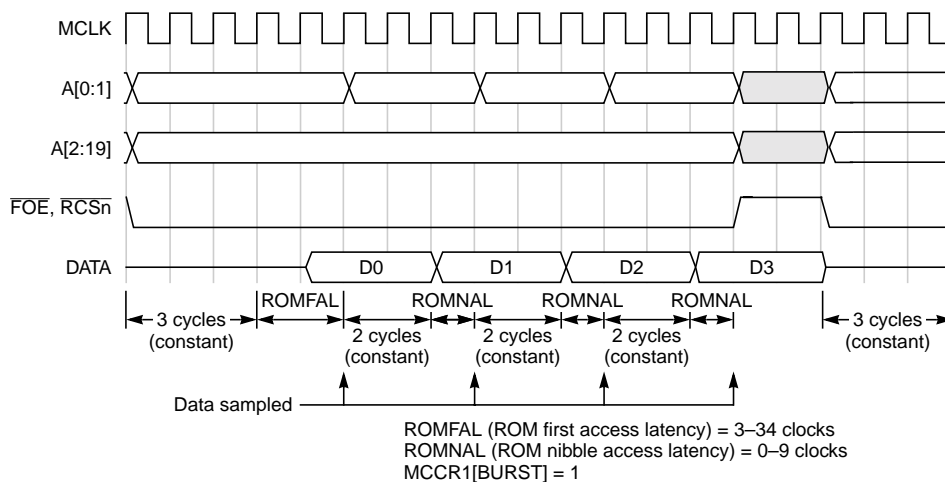 MCLK
A[0:1]
A[2:19]
FOE, RCSn
DATA D0 D1 D2 D3
ROMFAL ROMNAL ROMNAL ROMNAL
3 cycles (constant)
2 cycles (constant)
2 cycles (constant)
2 cycles (constant)
3 cycles (constant)
Data sampled
ROMFAL (ROM first access latency) = 3–34 clocks
ROMNAL (ROM nibble access latency) = 0–9 clocks
MCCR1[BURST] = 1